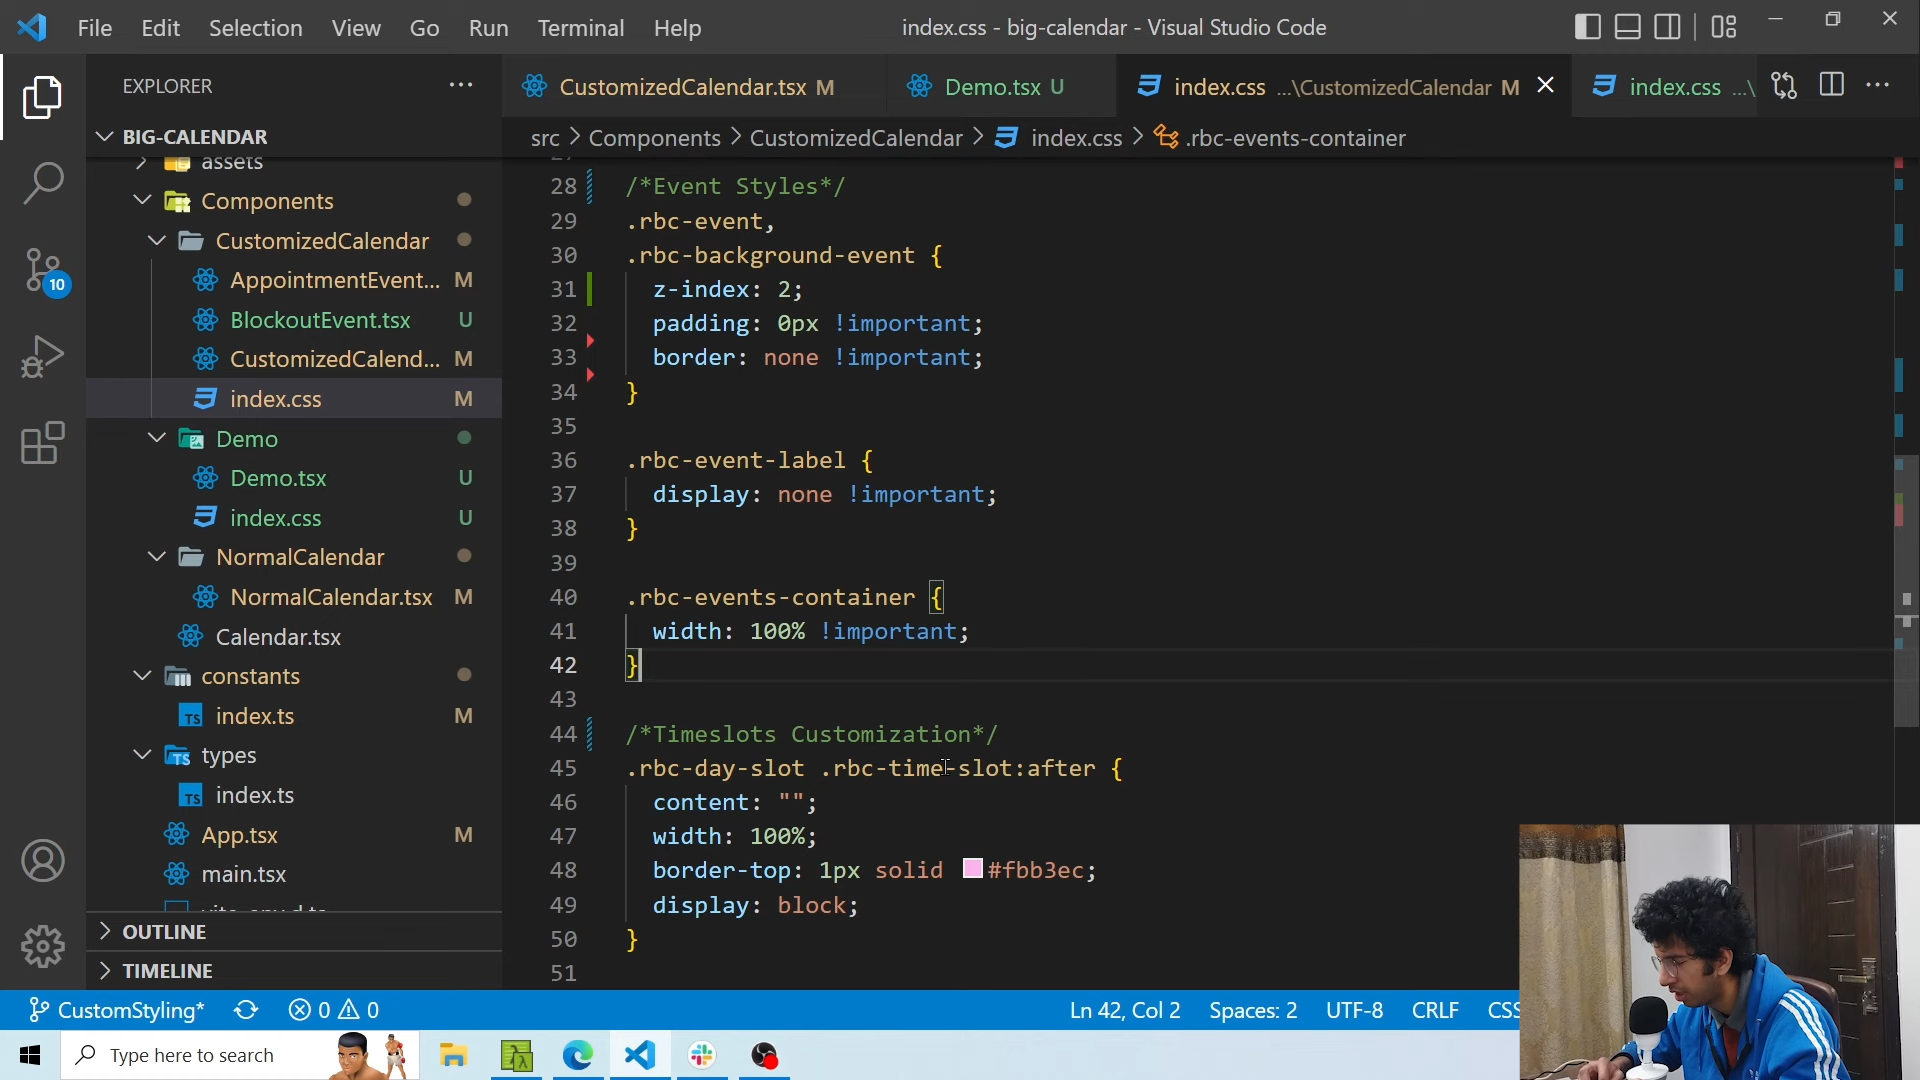 File Edit Selection View Go Run Terminal Help
index.css - big-calendar - Visual Studio Code
EXPLORER
CustomizedCalendar.tsx M
Demo.tsx U
index.css ...\CustomizedCalendar M
index.css ...\
BIG-CALENDAR
src > Components > CustomizedCalendar > index.css > .rbc-events-container
assets
Components
CustomizedCalendar
AppointmentEvent... M
BlockoutEvent.tsx U
CustomizedCalend... M
index.css M
Demo
Demo.tsx U
index.css U
NormalCalendar
NormalCalendar.tsx M
Calendar.tsx
constants
index.ts M
types
index.ts
App.tsx M
main.tsx
OUTLINE
TIMELINE
10
28 /*Event Styles*/
29 .rbc-event,
30 .rbc-background-event {
31 z-index: 2;
32 padding: 0px !important;
33 border: none !important;
34 }
35
36 .rbc-event-label {
37 display: none !important;
38 }
39
40 .rbc-events-container {
41 width: 100% !important;
42 }
43
44 /*Timeslots Customization*/
45 .rbc-day-slot .rbc-time-slot:after {
46 content: "";
47 width: 100%;
48 border-top: 1px solid #fbb3ec;
49 display: block;
50 }
51
CustomStyling* 0 0
Ln 42, Col 2 Spaces: 2 UTF-8 CRLF CSS
Type here to search